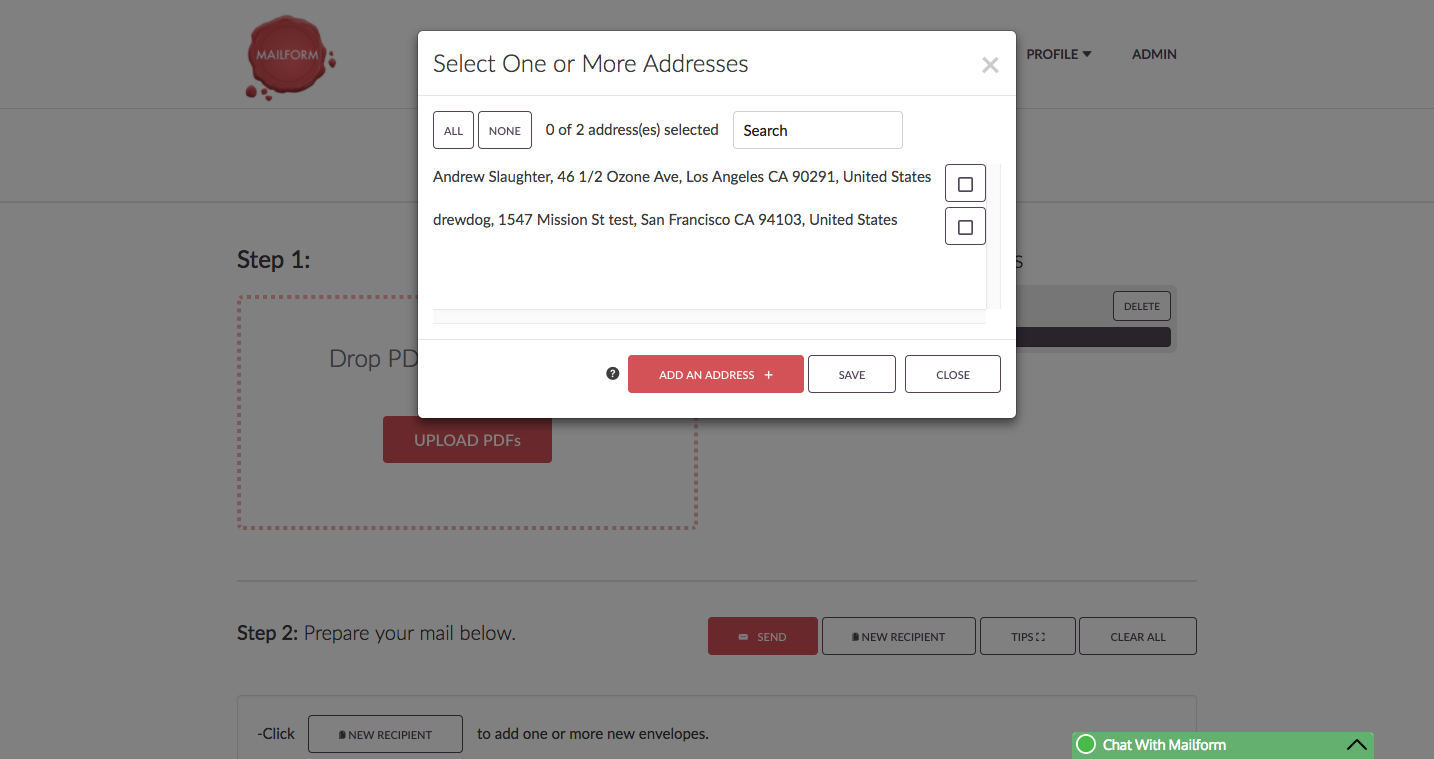 MAILFORM
PROFILE
ADMIN
Select One or More Addresses
ALL
NONE
0 of 2 address(es) selected
Search
Andrew Slaughter, 46 1/2 Ozone Ave, Los Angeles CA 90291, United States
drewdog, 1547 Mission St test, San Francisco CA 94103, United States
ADD AN ADDRESS +
SAVE
CLOSE
Step 1:
DELETE
Drop PD
UPLOAD PDFs
Step 2: Prepare your mail below.
SEND
NEW RECIPIENT
TIPS
CLEAR ALL
-Click NEW RECIPIENT to add one or more new envelopes.
Chat With Mailform